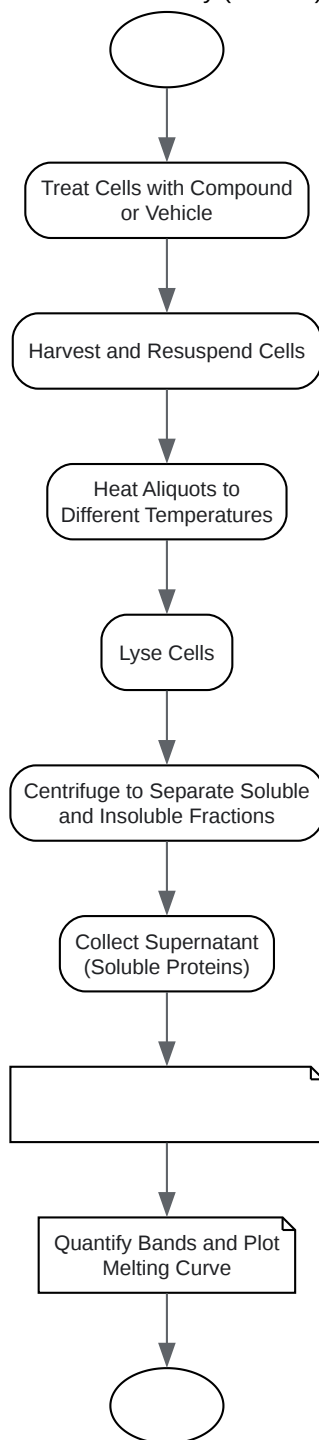 Treat Cells with Compound
or Vehicle
Harvest and Resuspend Cells
Heat Aliquots to
Different Temperatures
Lyse Cells
Centrifuge to Separate Soluble
and Insoluble Fractions
Collect Supernatant
(Soluble Proteins)
Quantify Bands and Plot
Melting Curve